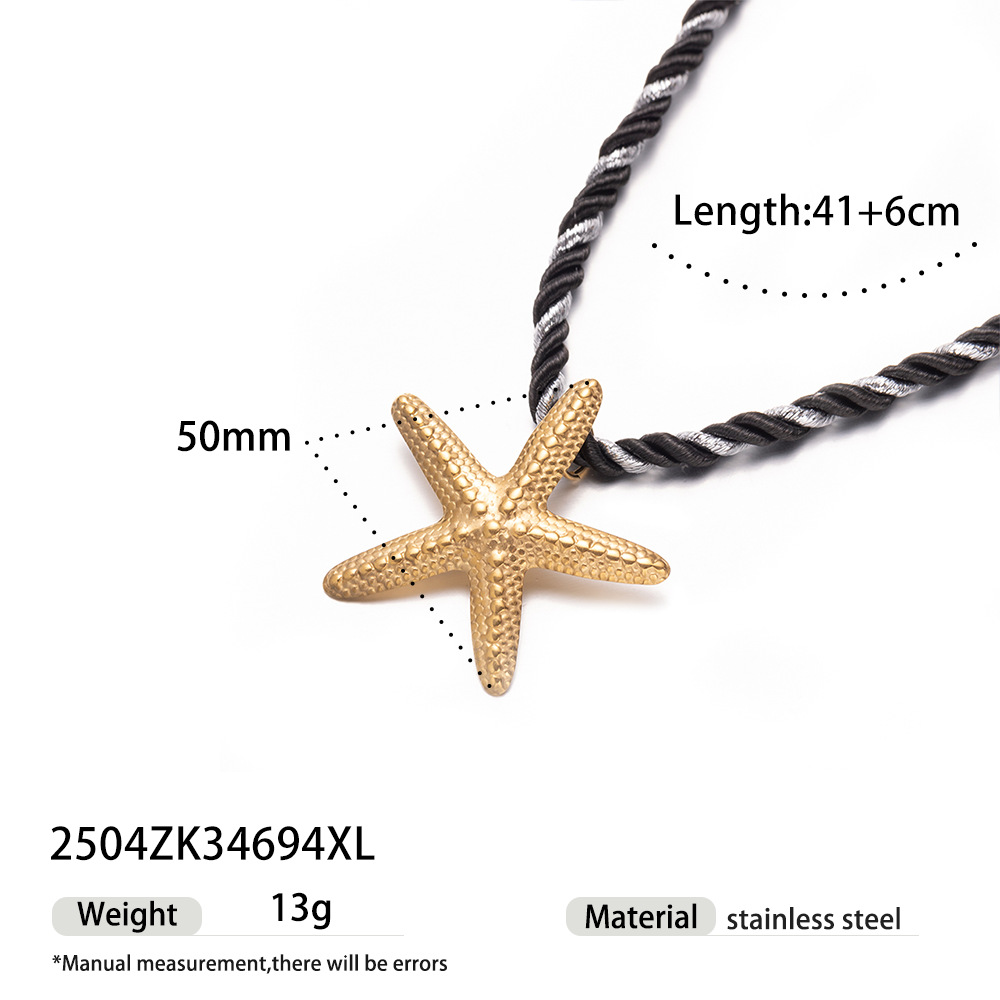 Length:41+6cm
50mm
2504ZK34694XL
Weight 13g
Material stainless steel
*Manual measurement,there will be errors